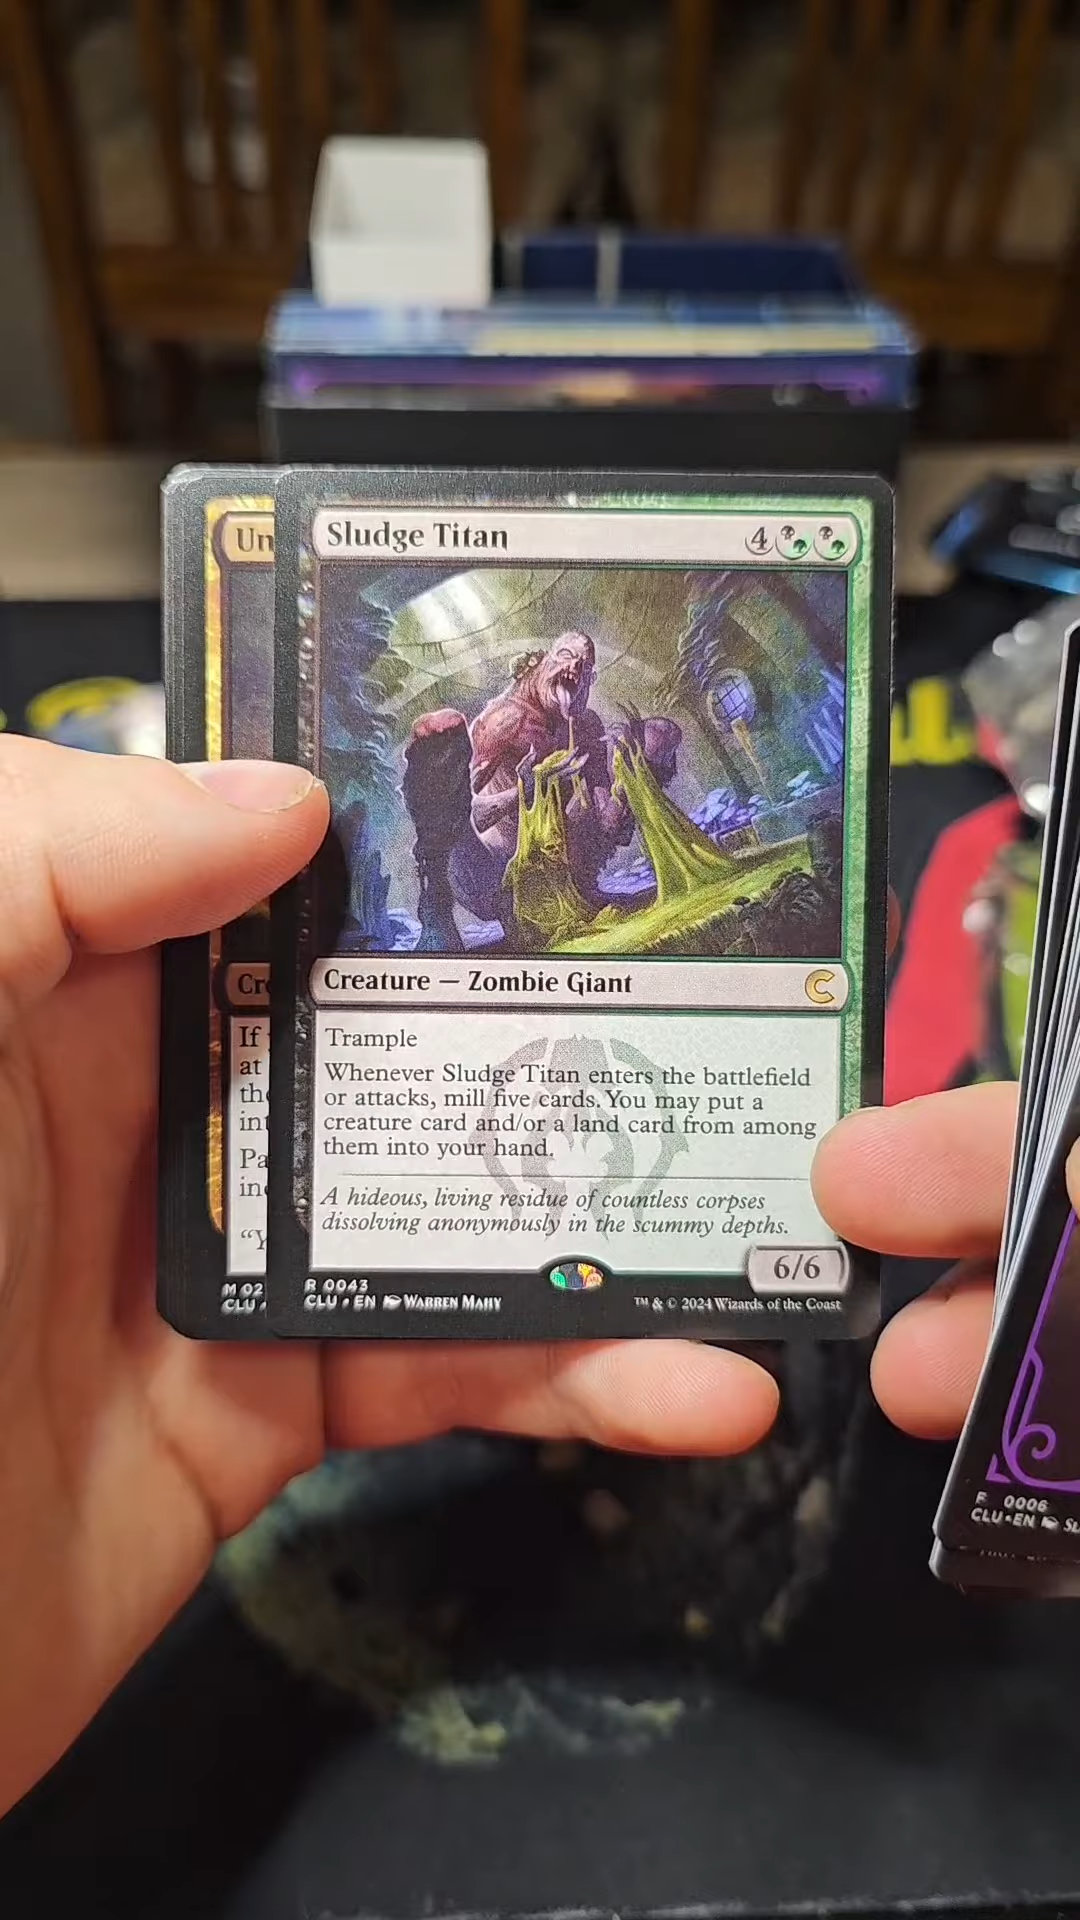 Un
Sludge Titan
4
Cre
Creature — Zombie Giant
C
If
at
the
int
Pa
inc
“Y
Trample
Whenever Sludge Titan enters the battlefield
or attacks, mill five cards. You may put a
creature card and/or a land card from among
them into your hand.
A hideous, living residue of countless corpses
dissolving anonymously in the scummy depths.
6/6
M 02
CLU •
R 0043
CLU • EN WARREN MAHY
™ & © 2024 Wizards of the Coast
F 0006
CLU • EN SL